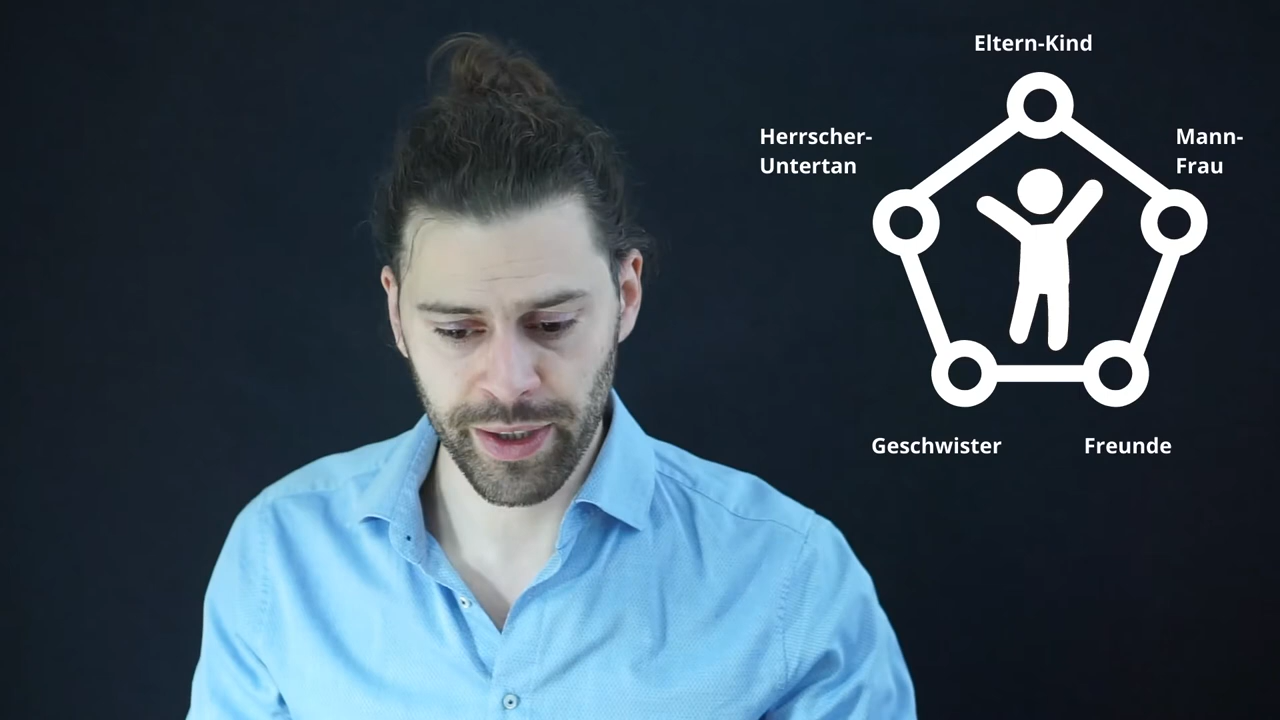 Eltern-Kind
Herrscher-
Untertan
Mann-
Frau
Geschwister
Freunde